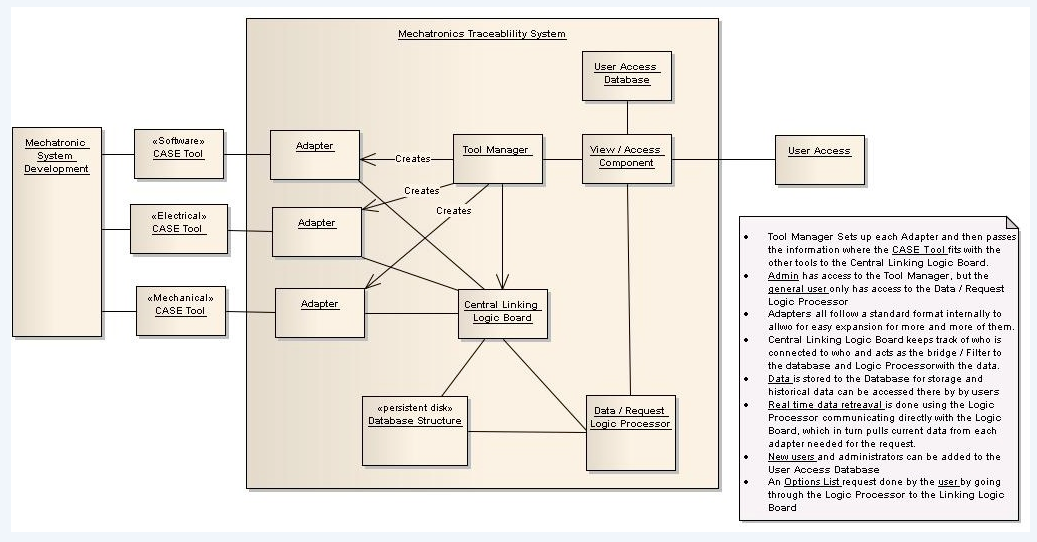 Mechatronics Traceablility System
User Access
Database
Mechatronic
System
Development
«Software»
CASE Tool
Adapter
Creates
Tool Manager
View / Access
Component
User Access
Creates
Creates
«Electrical»
CASE Tool
Adapter
«Mechanical»
CASE Tool
Adapter
Central Linking
Logic Board
«persistent disk»
Database Structure
Data / Request
Logic Processor
• Tool Manager Sets up each Adapter and then passes
the information where the CASE Tool fits with the
other tools to the Central Linking Logic Board.
• Admin has access to the Tool Manager, but the
general user only has access to the Data / Request
Logic Processor
• Adapters all follow a standard format internally to
allwo for easy expansion for more and more of them.
• Central Linking Logic Board keeps track of who is
connected to who and acts as the bridge / Filter to
the database and Logic Processorwith the data.
• Data is stored to the Database for storage and
historical data can be accessed there by by users
• Real time data retreaval is done using the Logic
Processor communicating directly with the Logic
Board, which in turn pulls current data from each
adapter needed for the request.
• New users and administrators can be added to the
User Access Database
• An Options List request done by the user by going
through the Logic Processor to the Linking Logic
Board